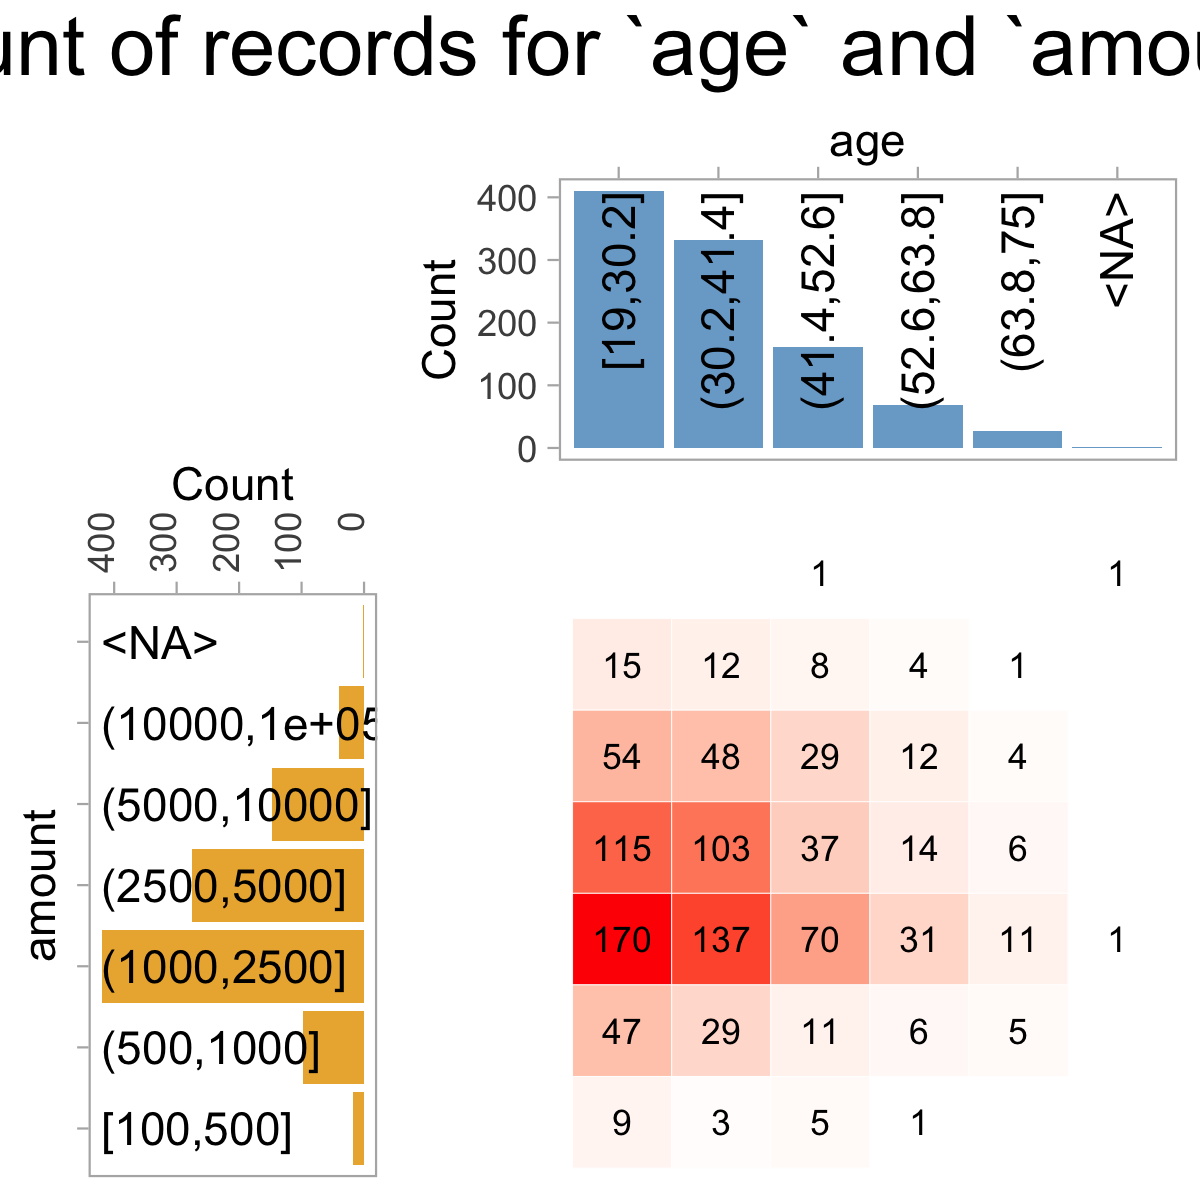 unt of records for `age` and `amou
age
Count
400
300
200
100
0
[19,30.2]
(30.2,41.4]
(41.4,52.6]
(52.6,63.8]
(63.8,75]
<NA>
Count
400
300
200
100
0
amount
<NA>
(10000,1e+05
(5000,10000]
(2500,5000]
(1000,2500]
(500,1000]
[100,500]
1 1
15 12 8 4 1
54 48 29 12 4
115 103 37 14 6
170 137 70 31 11 1
47 29 11 6 5
9 3 5 1